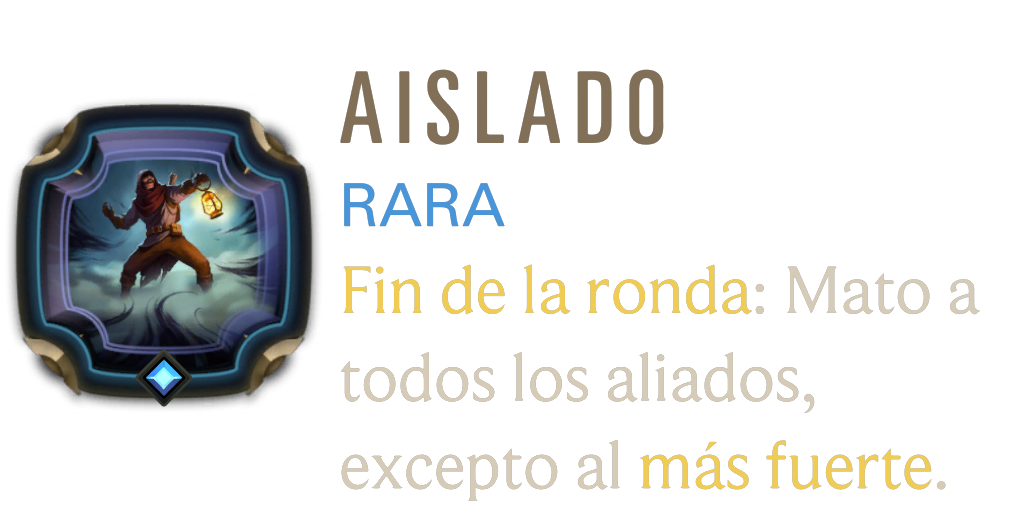 AISLADO
RARA
Fin de la ronda: Mato a
todos los aliados,
excepto al más fuerte.